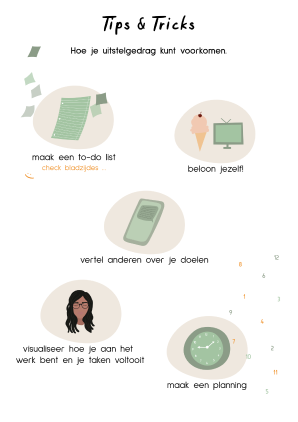 Tips & Tricks
Hoe je uitstelgedrag kunt voorkomen.
maak een to-do list
check bladzijdes
beloon jezelf!
vertel anderen over je doelen
visualiseer hoe je aan het
werk bent en je taken voltooit
maak een planning
12
8
6
1
3
9
4
7
2
10
11
5